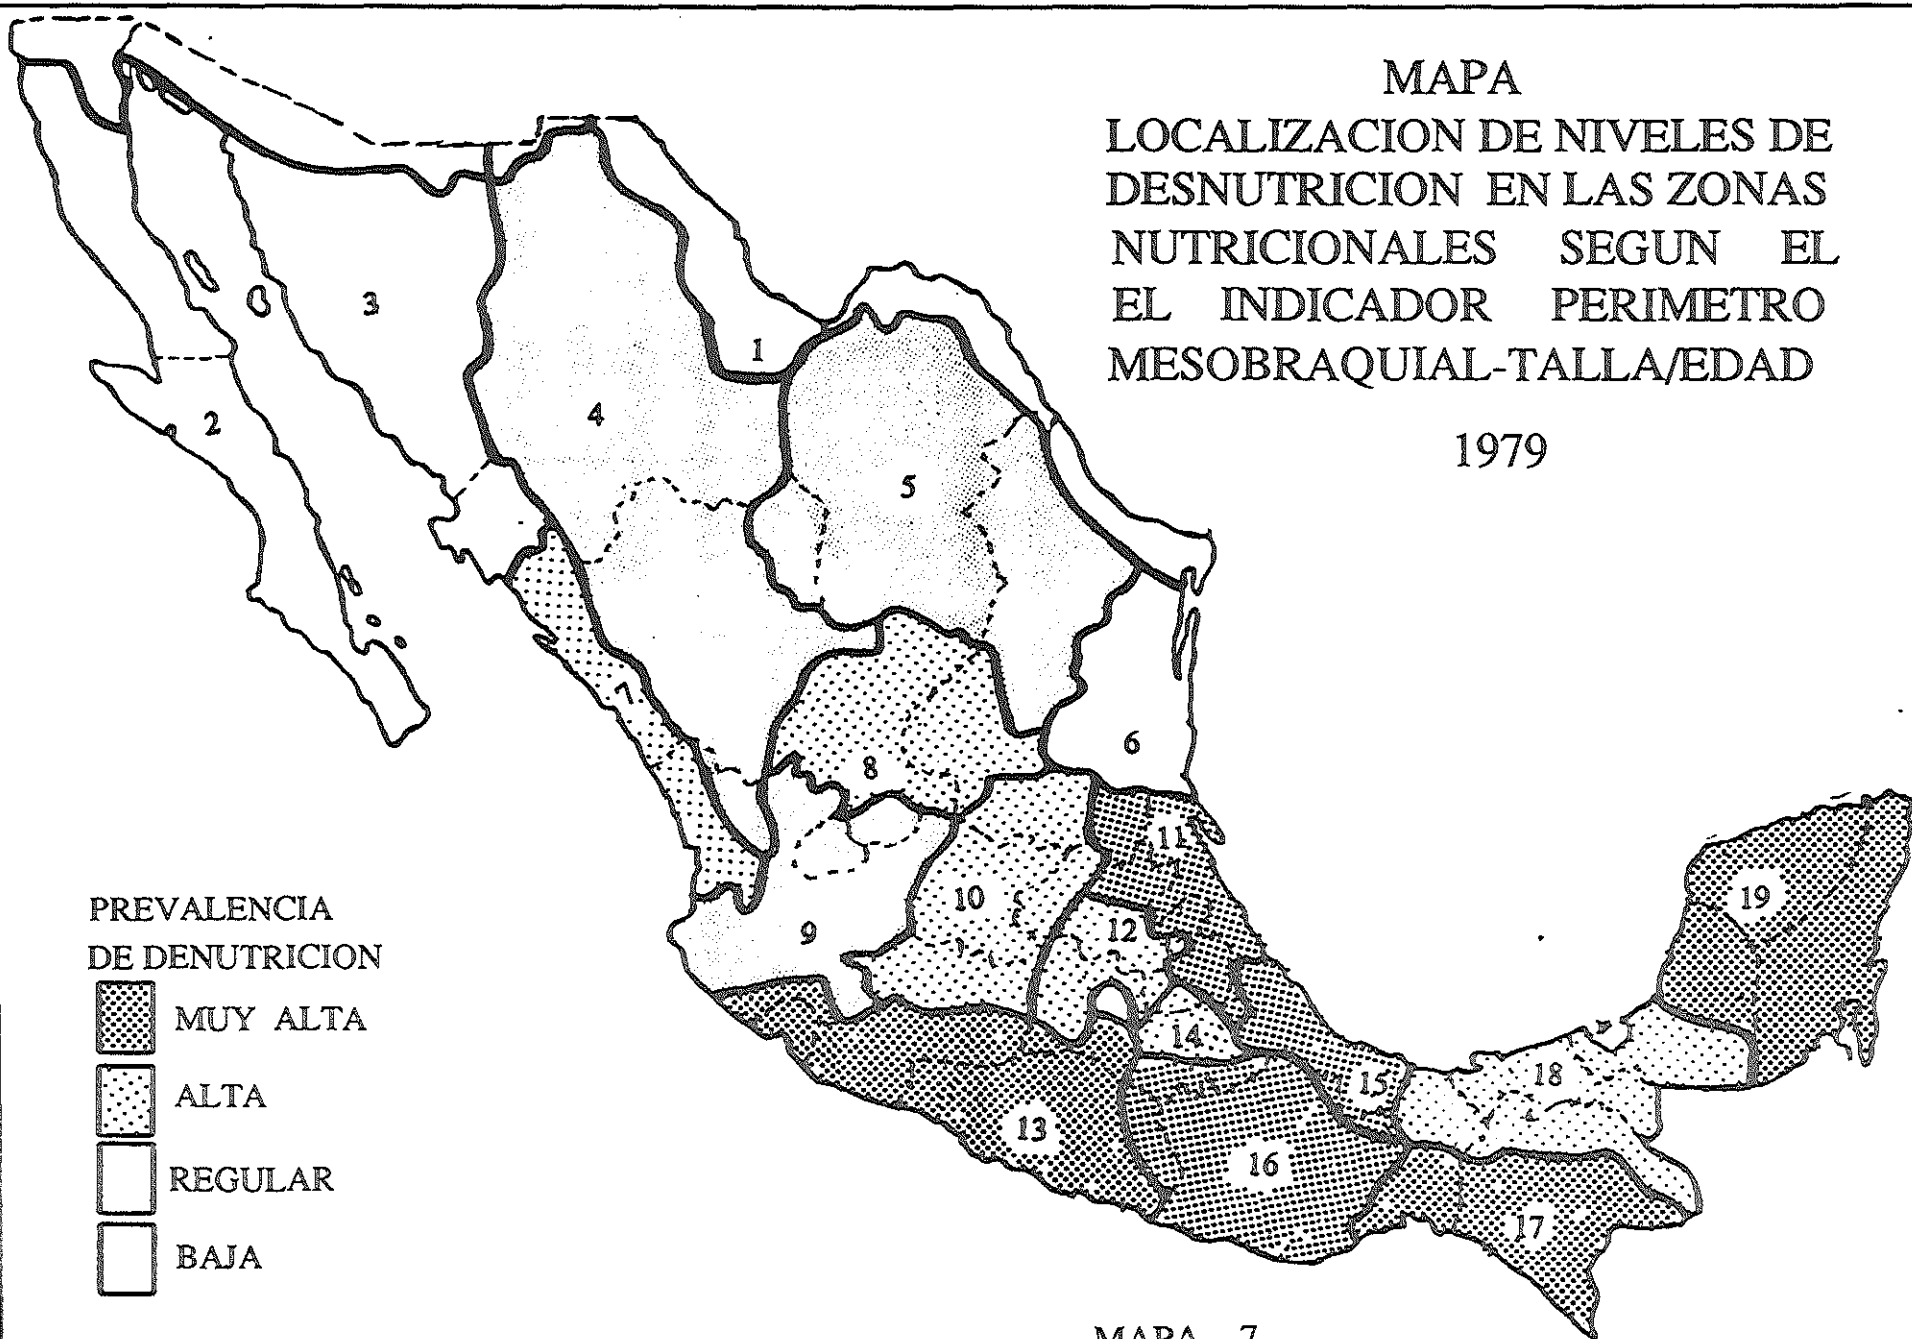 MAPA
LOCALIZACION DE NIVELES DE
DESNUTRICION EN LAS ZONAS
NUTRICIONALES SEGUN EL
EL INDICADOR PERIMETRO
MESOBRAQUIAL-TALLA/EDAD
1979
1
2
3
4
5
6
7
8
9
10
11
12
13
14
15
16
17
18
19
PREVALENCIA
DE DENUTRICION
MUY ALTA
ALTA
REGULAR
BAJA
MAPA 7